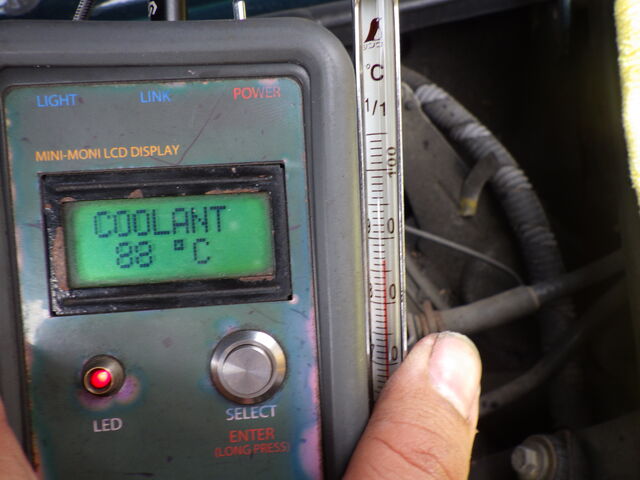 LIGHT LINK POWER
MINI-MONI LCD DISPLAY
COOLANT
88 °C
LED
SELECT
ENTER
(LONG PRESS)
°C
1/1
100